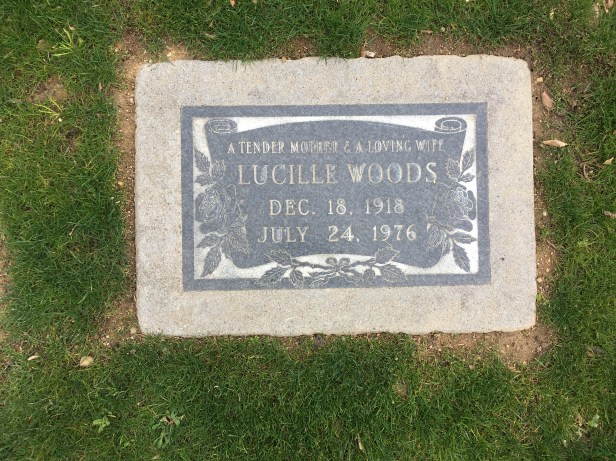 A TENDER MOTHER & A LOVING WIFE
LUCILLE WOODS
DEC. 18, 1918
JULY 24, 1976